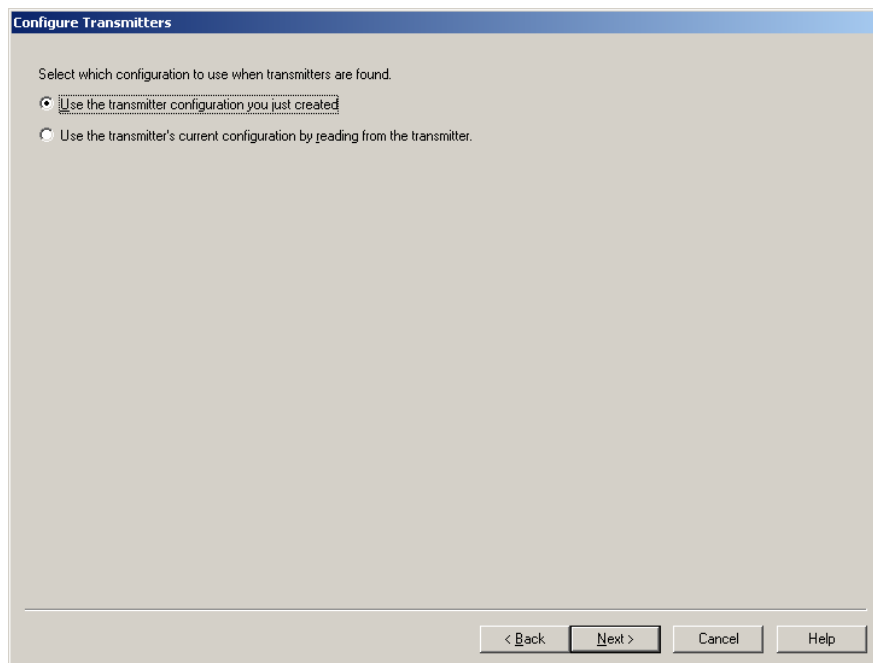 Configure Transmitters
Select which configuration to use when transmitters are found.
Use the transmitter configuration you just created
Use the transmitter's current configuration by reading from the transmitter.
< Back Next > Cancel Help